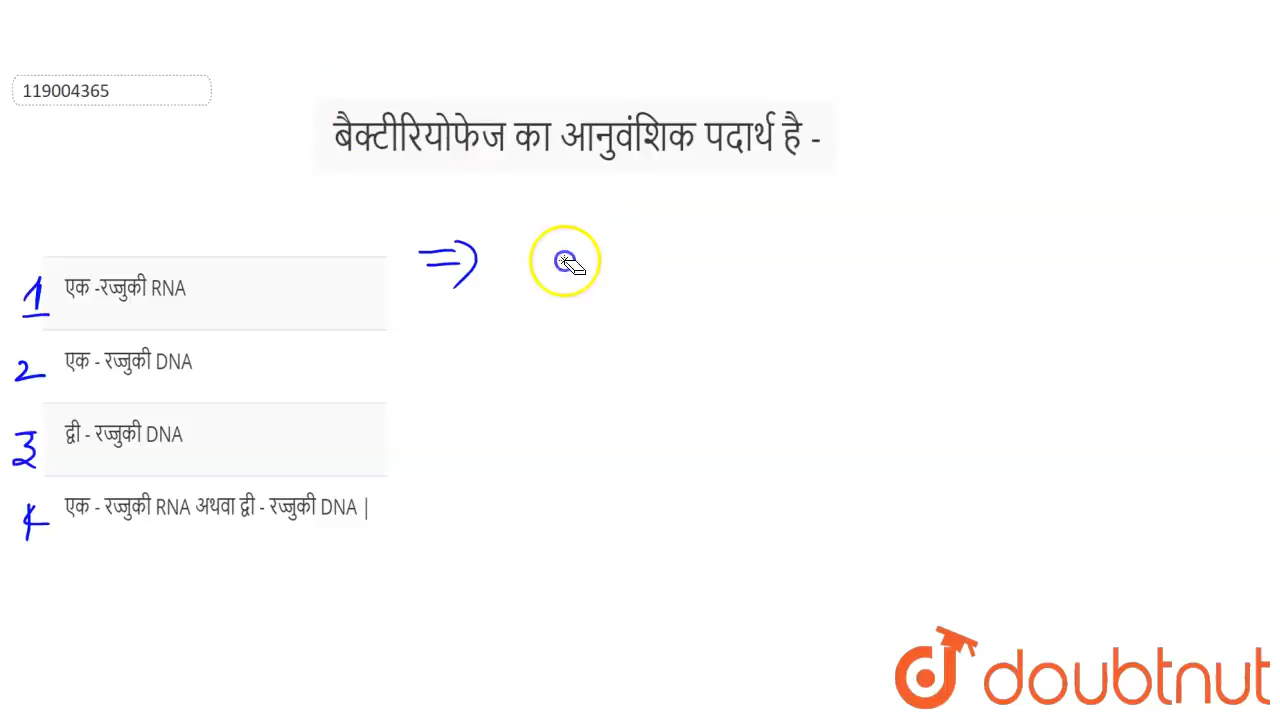 119004365
बैक्टीरियोफेज का आनुवंशिक पदार्थ है -
1 एक -रज्जुकी RNA
2 एक - रज्जुकी DNA
3 द्वी - रज्जुकी DNA
4 एक - रज्जुकी RNA अथवा द्वी - रज्जुकी DNA |
doubtnut